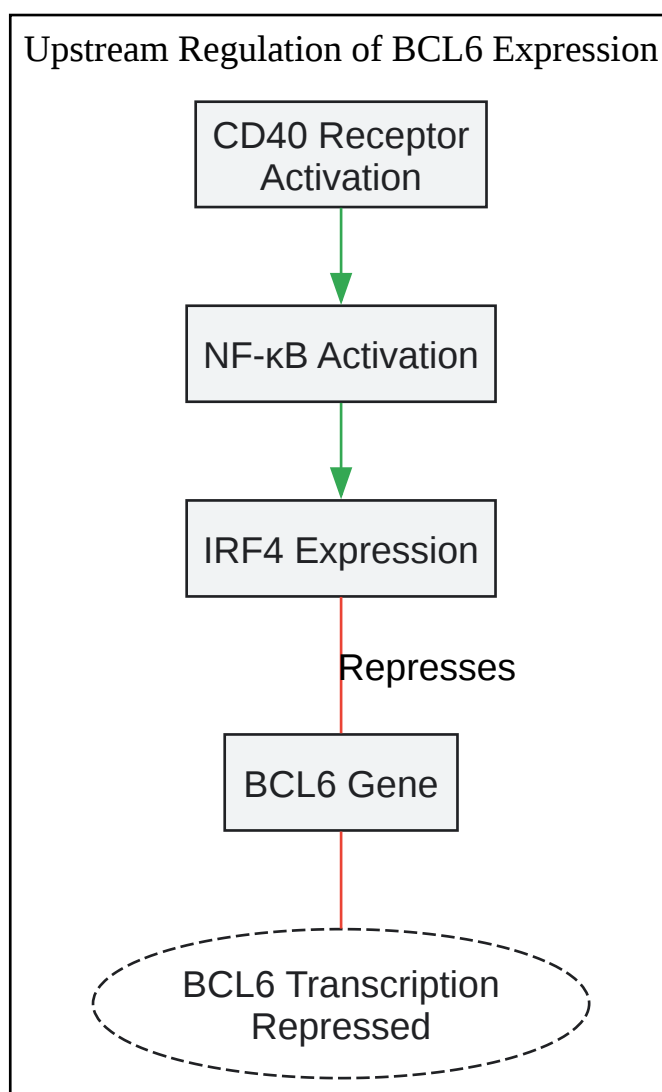 Upstream Regulation of BCL6 Expression
CD40 Receptor
Activation
NF-κB Activation
IRF4 Expression
Represses
BCL6 Gene
BCL6 Transcription
Repressed